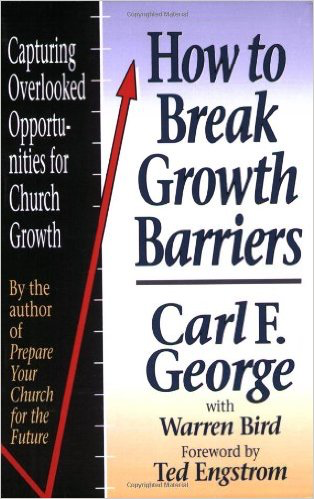 Capturing
Overlooked
Opportu-
nities for
Church
Growth
By the
author
of
Prepare
Your
Church
for the
Future
How to
Break
Growth
Barriers
Carl F.
George
with
Warren Bird
Foreword by
Ted Engstrom